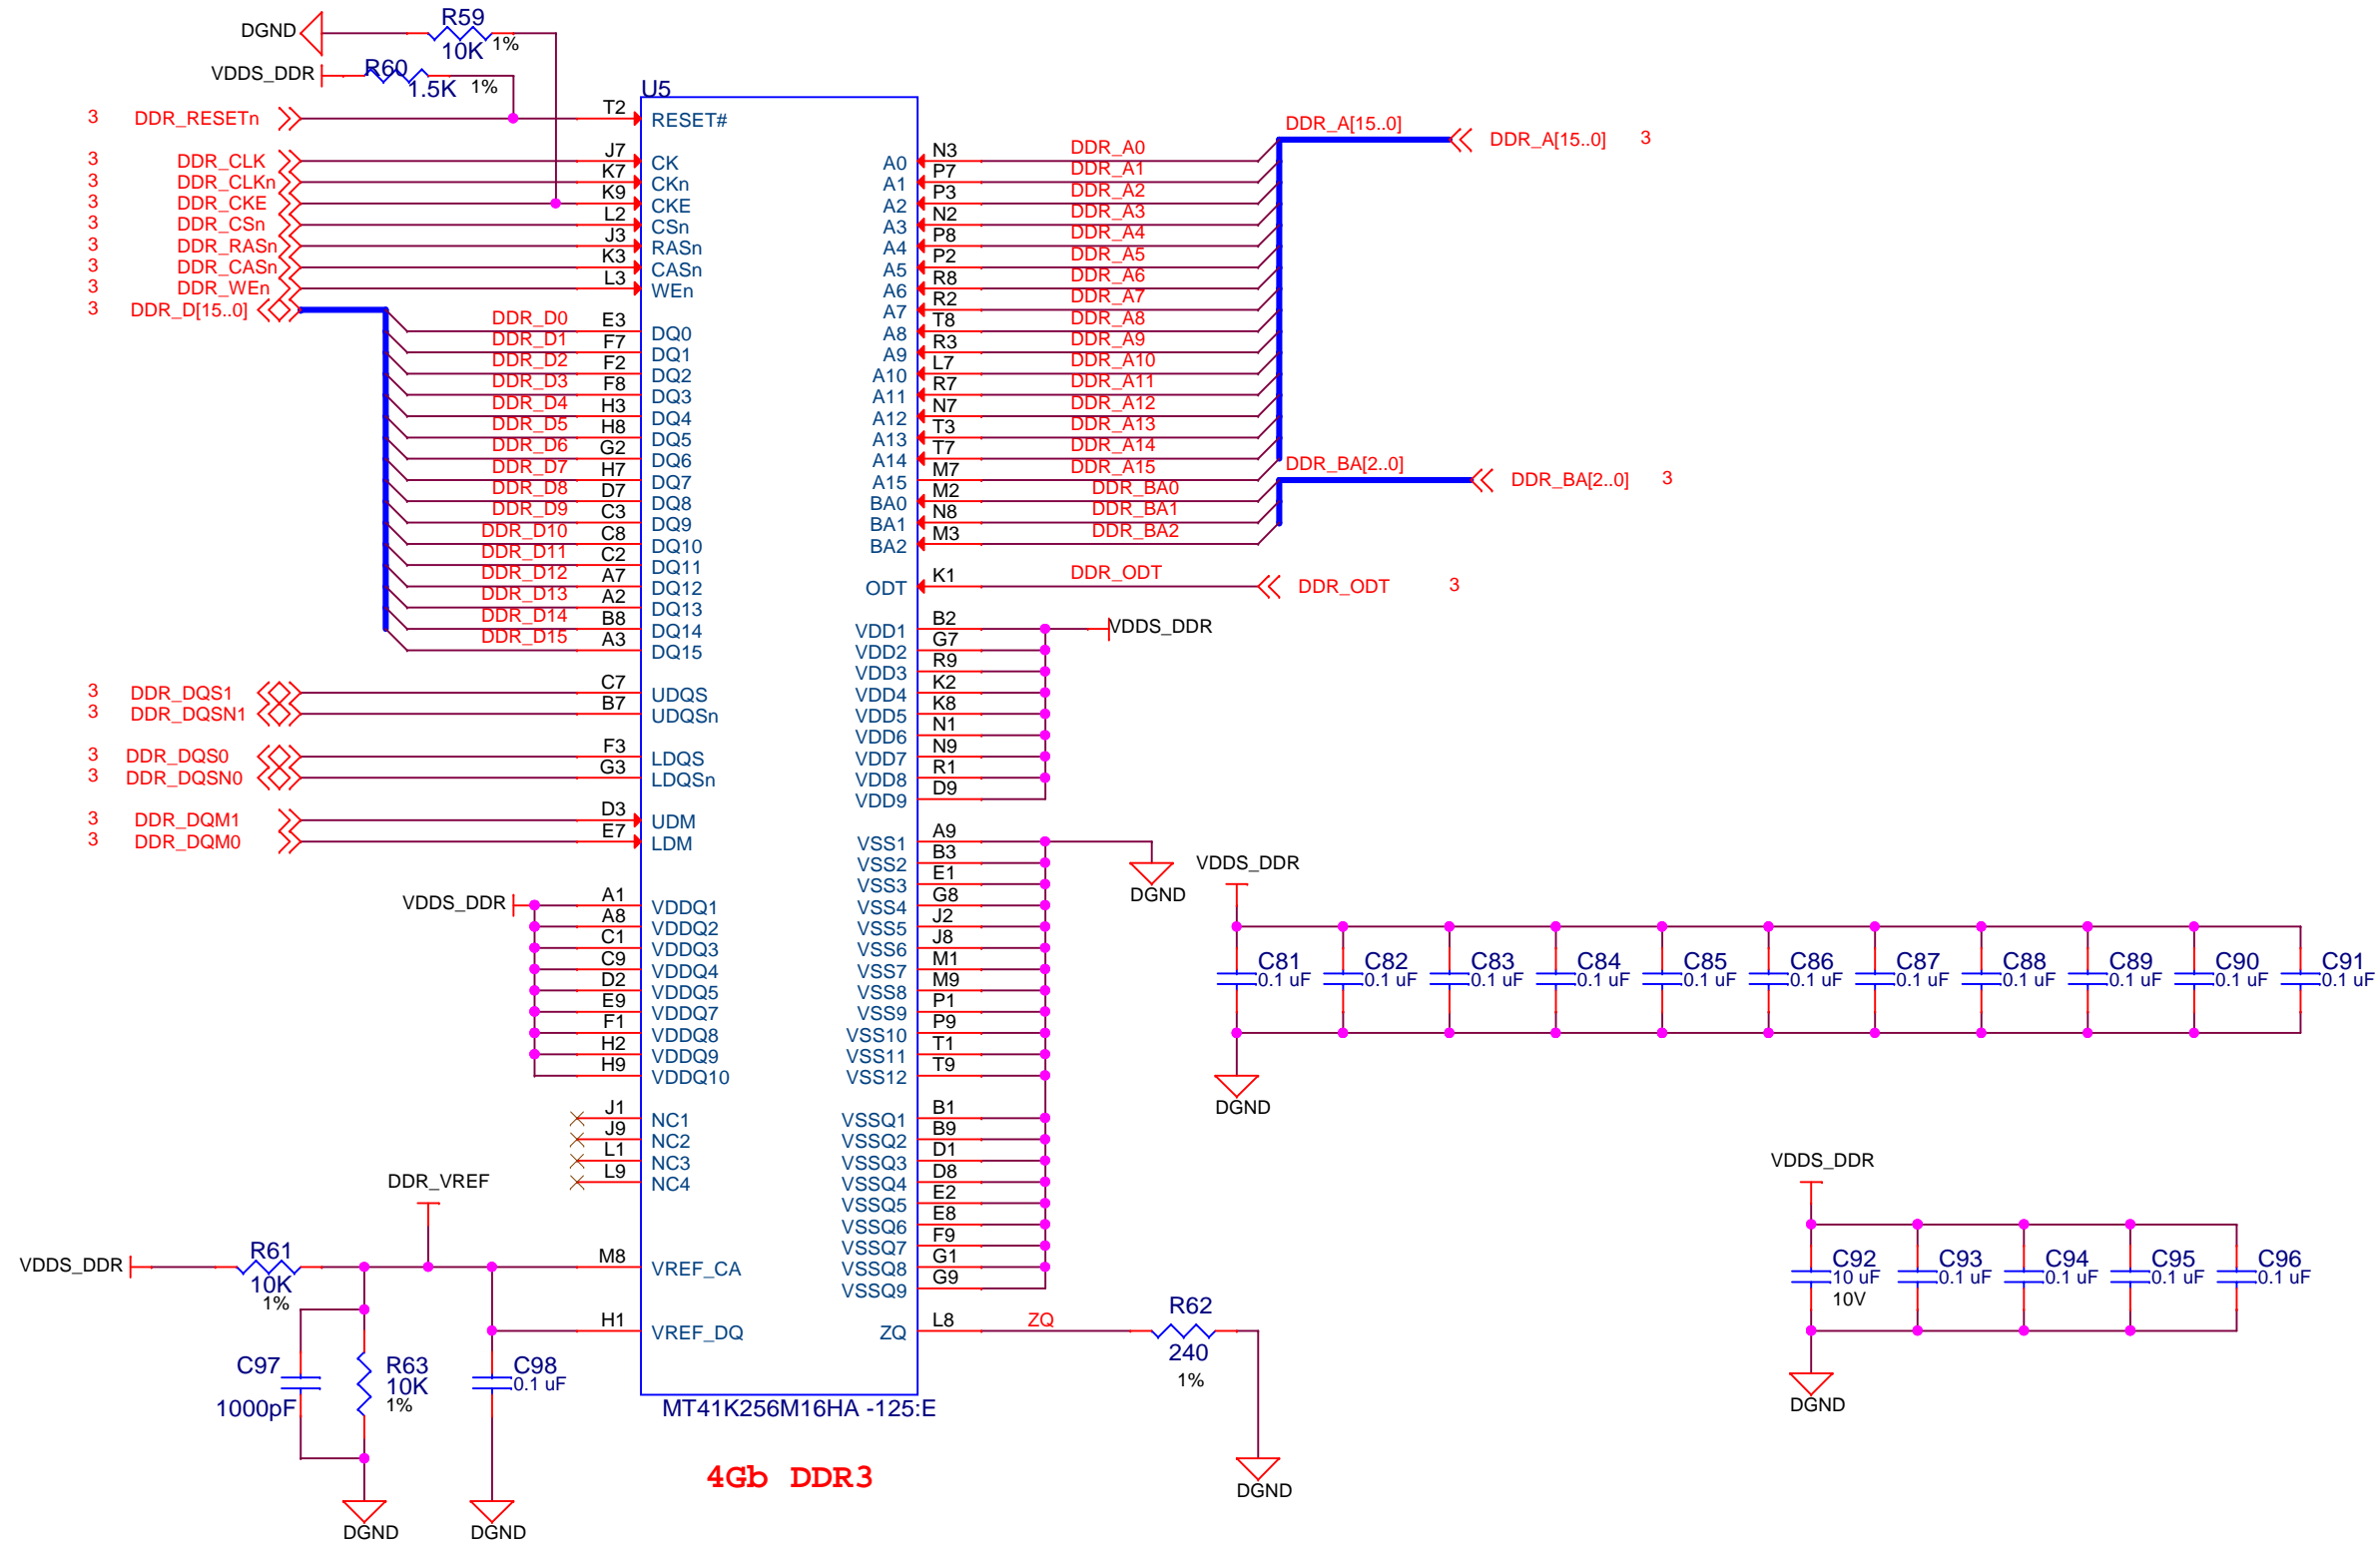 DGND
R59
10K
1%
VDDS_DDR
R60
1.5K
1%
U5
3 DDR_RESETn T2 RESET#
3 DDR_CLK J7 CK
3 DDR_CLKn K7 CKn
3 DDR_CKE K9 CKE
3 DDR_CSn L2 CSn
3 DDR_RASn J3 RASn
3 DDR_CASn K3 CASn
3 DDR_WEn L3 WEn
3 DDR_D[15..0]
DDR_D0 E3 DQ0
DDR_D1 F7 DQ1
DDR_D2 F2 DQ2
DDR_D3 F8 DQ3
DDR_D4 H3 DQ4
DDR_D5 H8 DQ5
DDR_D6 G2 DQ6
DDR_D7 H7 DQ7
DDR_D8 D7 DQ8
DDR_D9 C3 DQ9
DDR_D10 C8 DQ10
DDR_D11 C2 DQ11
DDR_D12 A7 DQ12
DDR_D13 A2 DQ13
DDR_D14 B8 DQ14
DDR_D15 A3 DQ15
3 DDR_DQS1 C7 UDQS
3 DDR_DQSN1 B7 UDQSn
3 DDR_DQS0 F3 LDQS
3 DDR_DQSN0 G3 LDQSn
3 DDR_DQM1 D3 UDM
3 DDR_DQM0 E7 LDM
VDDS_DDR
A1 VDDQ1
A8 VDDQ2
C1 VDDQ3
C9 VDDQ4
D2 VDDQ5
E9 VDDQ7
F1 VDDQ8
H2 VDDQ9
H9 VDDQ10
J1 NC1
J9 NC2
L1 NC3
L9 NC4
DDR_VREF
VDDS_DDR
R61
10K
1%
M8 VREF_CA
H1 VREF_DQ
C97
1000pF
R63
10K
1%
C98
0.1 uF
DGND
DGND
DDR_A[15..0]
DDR_A[15..0] 3
A0 N3 DDR_A0
A1 P7 DDR_A1
A2 P3 DDR_A2
A3 N2 DDR_A3
A4 P8 DDR_A4
A5 P2 DDR_A5
A6 R8 DDR_A6
A7 R2 DDR_A7
A8 T8 DDR_A8
A9 R3 DDR_A9
A10 L7 DDR_A10
A11 R7 DDR_A11
A12 N7 DDR_A12
A13 T3 DDR_A13
A14 T7 DDR_A14
A15 M7 DDR_A15
DDR_BA[2..0]
DDR_BA[2..0] 3
BA0 M2 DDR_BA0
BA1 N8 DDR_BA1
BA2 M3 DDR_BA2
ODT K1 DDR_ODT DDR_ODT 3
VDD1 B2 VDDS_DDR
VDD2 G7
VDD3 R9
VDD4 K2
VDD5 K8
VDD6 N1
VDD7 N9
VDD8 R1
VDD9 D9
VSS1 A9
VSS2 B3
VSS3 E1
VSS4 G8
VSS5 J2
VSS6 J8
VSS7 M1
VSS8 M9
VSS9 P1
VSS10 P9
VSS11 T1
VSS12 T9
DGND
VSSQ1 B1
VSSQ2 B9
VSSQ3 D1
VSSQ4 D8
VSSQ5 E2
VSSQ6 E8
VSSQ7 F9
VSSQ8 G1
VSSQ9 G9
ZQ L8 ZQ
R62
240
1%
DGND
MT41K256M16HA -125:E
4Gb DDR3
VDDS_DDR
C81 C82 C83 C84 C85 C86 C87 C88 C89 C90 C91
0.1 uF 0.1 uF 0.1 uF 0.1 uF 0.1 uF 0.1 uF 0.1 uF 0.1 uF 0.1 uF 0.1 uF 0.1 uF
DGND
VDDS_DDR
C92 C93 C94 C95 C96
10 uF 0.1 uF 0.1 uF 0.1 uF 0.1 uF
10V
DGND